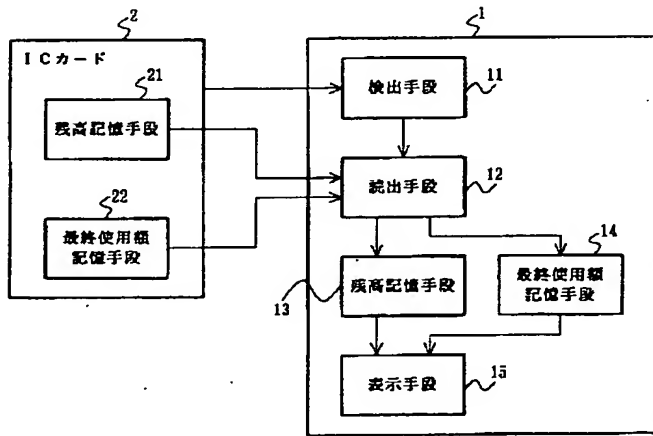 2
ICカード
21
残高記憶手段
22
最終使用額
記憶手段
1
検出手段
11
読出手段
12
残高記憶手段
13
14
最終使用額
記憶手段
表示手段
15